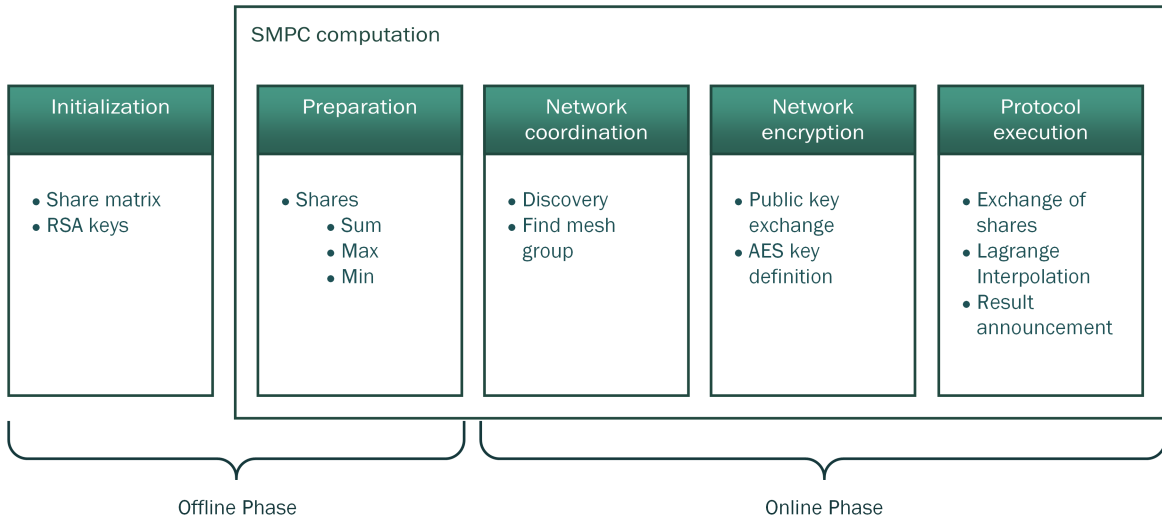 SMPC computation
Initialization
• Share matrix
• RSA keys
Preparation
• Shares
• Sum
• Max
• Min
Network
coordination
• Discovery
• Find mesh
group
Network
encryption
• Public key
exchange
• AES key
definition
Protocol
execution
• Exchange of
shares
• Lagrange
Interpolation
• Result
announcement
Offline Phase
Online Phase